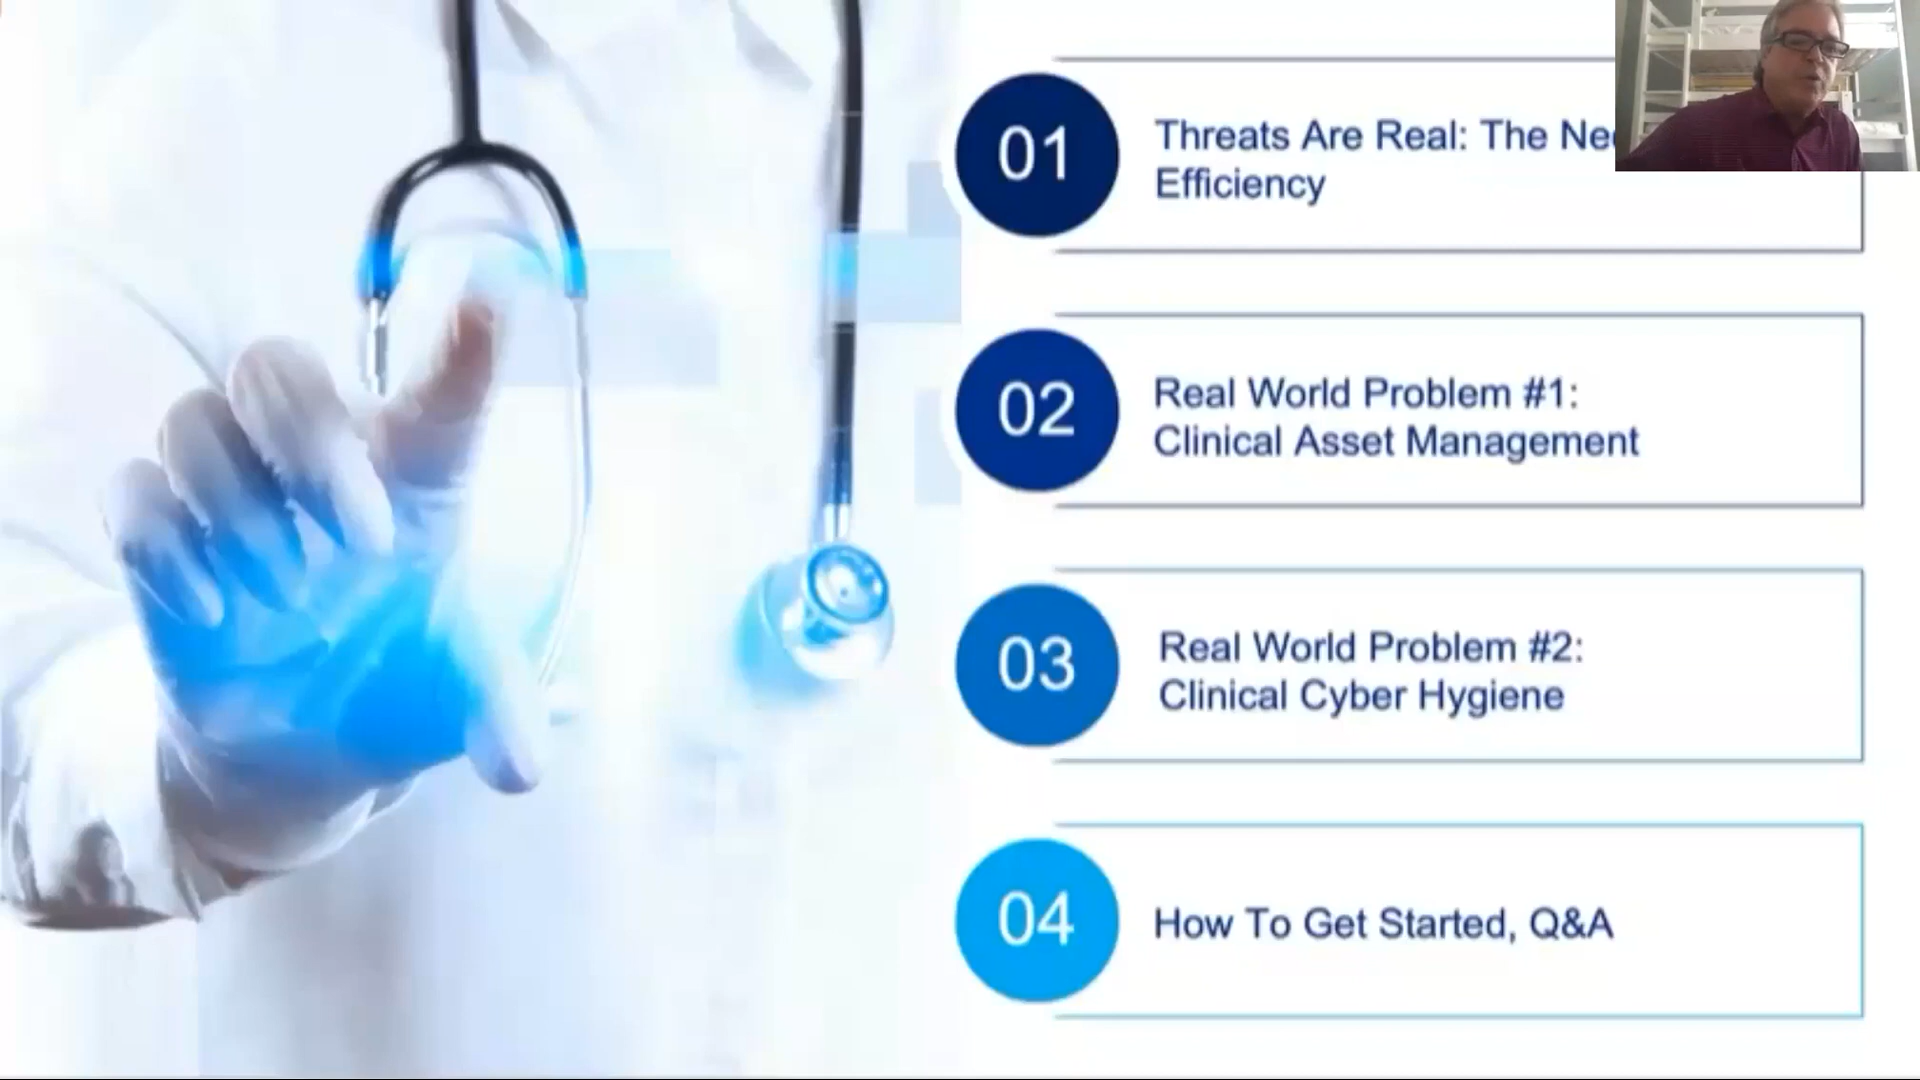 01
Threats Are Real: The
Efficiency
02
Real World Problem #1:
Clinical Asset Management
03
Real World Problem #2:
Clinical Cyber Hygiene
04
How To Get Started, Q&A